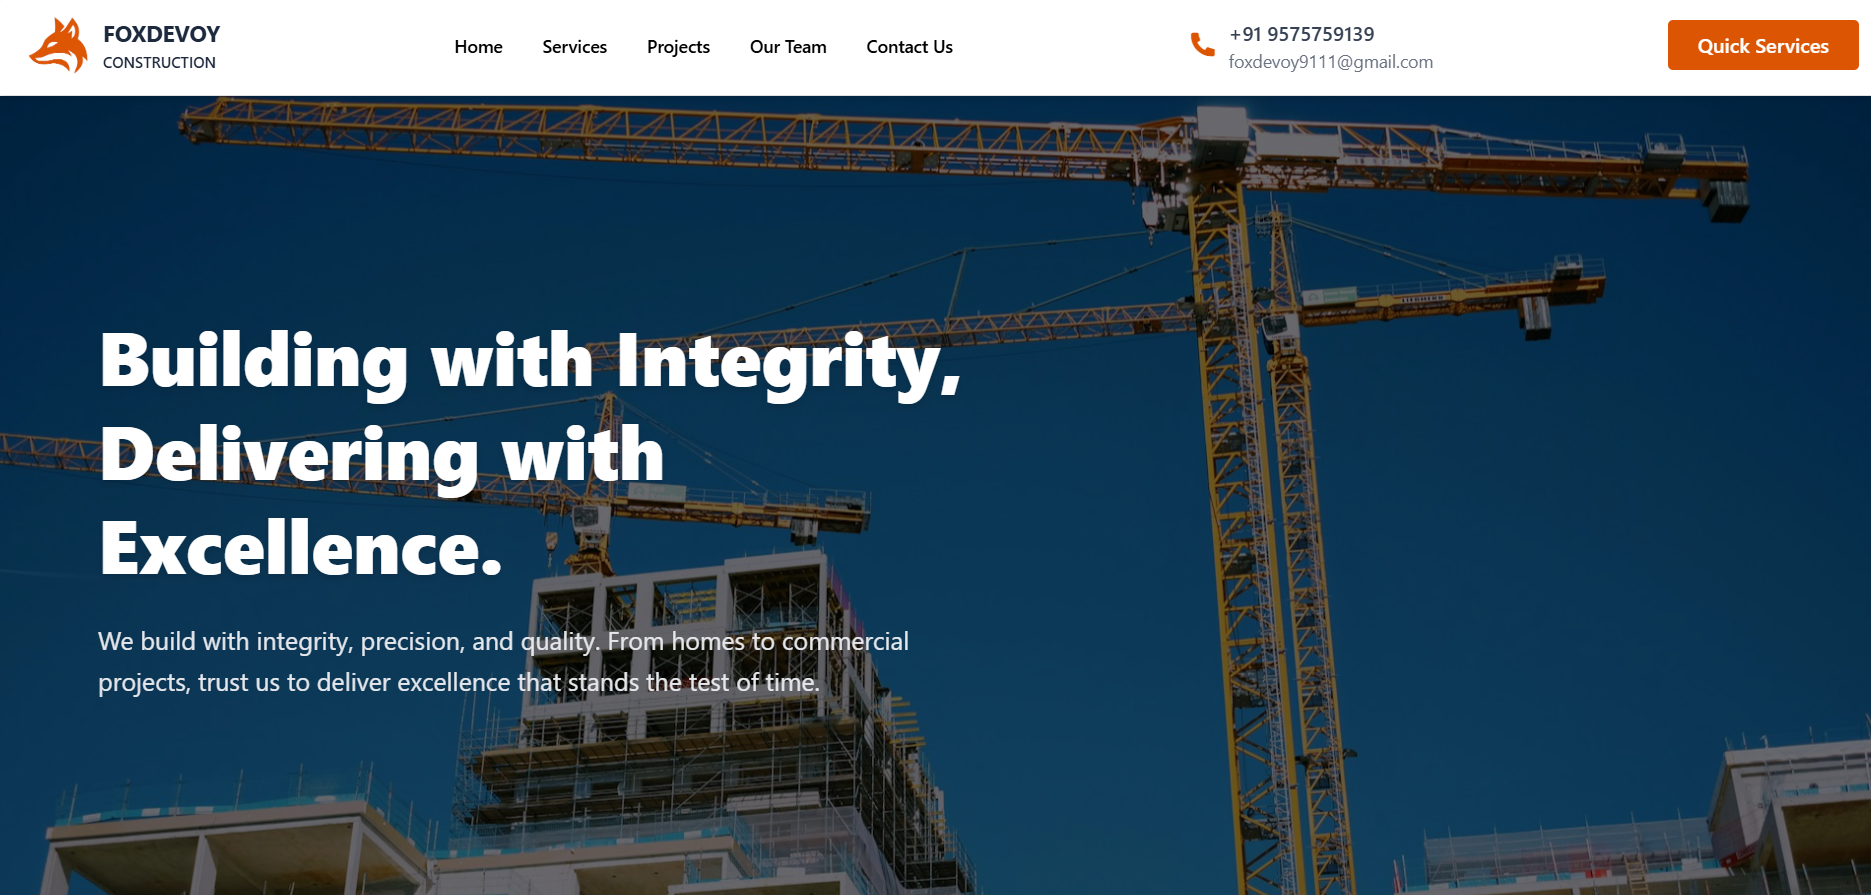 FOXDEVOY
CONSTRUCTION
Home
Services
Projects
Our Team
Contact Us
+91 9575759139
foxdevoy9111@gmail.com
Quick Services
LIEBHERR
Building with Integrity,
Delivering with
Excellence.
We build with integrity, precision, and quality. From homes to commercial
projects, trust us to deliver excellence that stands the test of time.